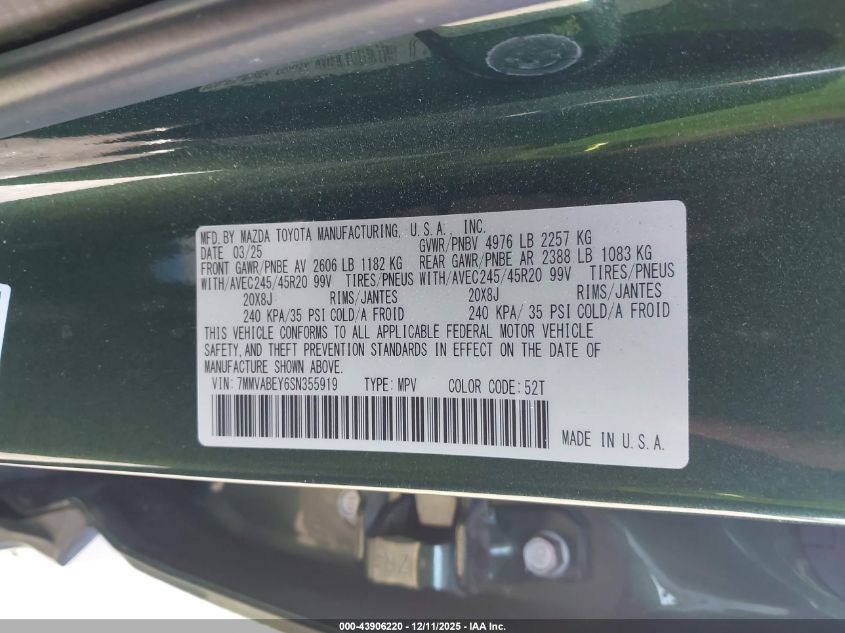 MFG. BY MAZDA TOYOTA MANUFACTURING, U.S.A., INC.
DATE 03/25 GVWR/PNBV 4976 LB 2257 KG
FRONT GAWR/PNBE AV 2606 LB 1182 KG REAR GAWR/PNBE AR 2388 LB 1083 KG
WITH/AVEC245/45R20 99V TIRES/PNEUS WITH/AVEC245/45R20 99V TIRES/PNEUS
20X8J RIMS/JANTES 20X8J RIMS/JANTES
240 KPA/ 35 PSI COLD/A FROID 240 KPA/ 35 PSI COLD/A FROID
THIS VEHICLE CONFORMS TO ALL APPLICABLE FEDERAL MOTOR VEHICLE
SAFETY, AND THEFT PREVENTION STANDARDS IN EFFECT ON THE DATE OF
MANUFACTURE SHOWN ABOVE.
VIN: 7MMVABEY6SN355919 TYPE: MPV COLOR CODE: 52T
MADE IN U.S.A.
000-43906220 - 12/11/2025 - IAA Inc.